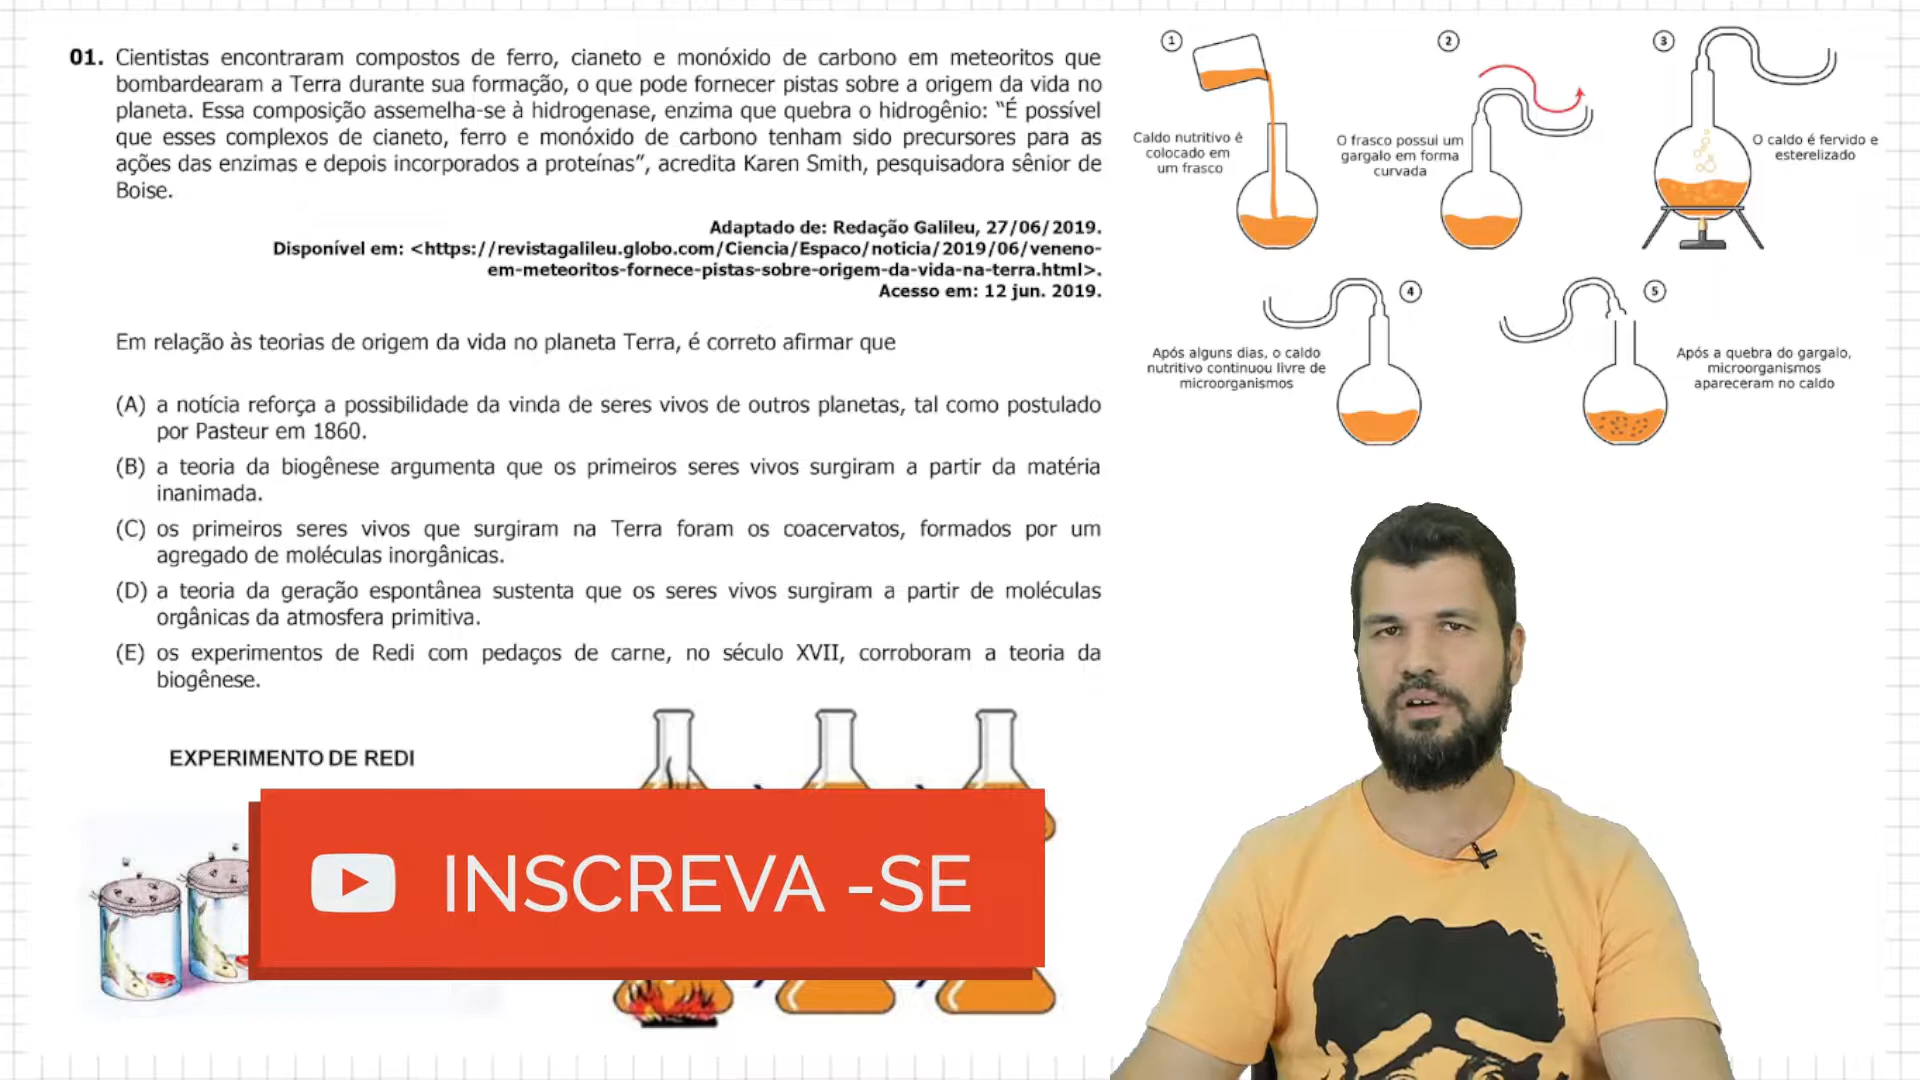 01. Cientistas encontraram compostos de ferro, cianeto e monóxido de carbono em meteoritos que
bombardearam a Terra durante sua formação, o que pode fornecer pistas sobre a origem da vida no
planeta. Essa composição assemelha-se à hidrogenase, enzima que quebra o hidrogênio: “É possível
que esses complexos de cianeto, ferro e monóxido de carbono tenham sido precursores para as
ações das enzimas e depois incorporados a proteínas”, acredita Karen Smith, pesquisadora sênior de
Boise.
Adaptado de: Redação Galileu, 27/06/2019.
Disponível em: <https://revistagalileu.globo.com/Ciencia/Espaco/noticia/2019/06/veneno-
em-meteoritos-fornece-pistas-sobre-origem-da-vida-na-terra.html>.
Acesso em: 12 jun. 2019.
Em relação às teorias de origem da vida no planeta Terra, é correto afirmar que
(A) a notícia reforça a possibilidade da vinda de seres vivos de outros planetas, tal como postulado
por Pasteur em 1860.
(B) a teoria da biogênese argumenta que os primeiros seres vivos surgiram a partir da matéria
inanimada.
(C) os primeiros seres vivos que surgiram na Terra foram os coacervatos, formados por um
agregado de moléculas inorgânicas.
(D) a teoria da geração espontânea sustenta que os seres vivos surgiram a partir de moléculas
orgânicas da atmosfera primitiva.
(E) os experimentos de Redi com pedaços de carne, no século XVII, corroboram a teoria da
biogênese.
EXPERIMENTO DE REDI
INSCREVA -SE
1
Caldo nutritivo é
colocado em
um frasco
2
O frasco possui um
gargalo em forma
curvada
3
O caldo é fervido e
esterelizado
4
Após alguns dias, o caldo
nutritivo continuou livre de
microorganismos
5
Após a quebra do gargalo,
microorganismos
apareceram no caldo